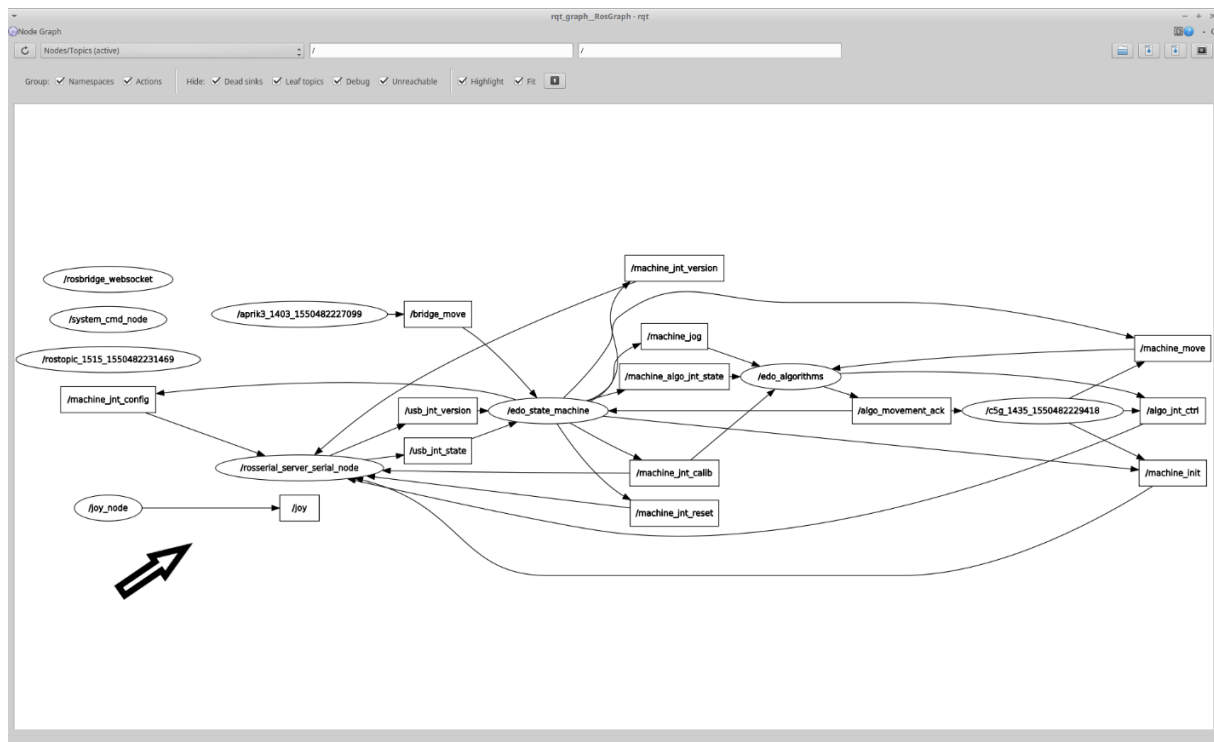 rqt_graph__RosGraph - rqt
Node Graph
Nodes/Topics (active)
/
/
Group:
Namespaces
Actions
Hide:
Dead sinks
Leaf topics
Debug
Unreachable
Highlight
Fit
/machine_jnt_version
/rosbridge_websocket
/aprik3_1403_1550482227099
/bridge_move
/system_cmd_node
/machine_jog
/machine_move
/rostopic_1515_1550482231469
/machine_algo_jnt_state
/edo_algorithms
/machine_jnt_config
/usb_jnt_version
/edo_state_machine
/algo_movement_ack
/c5g_1435_1550482229418
/algo_jnt_ctrl
/usb_jnt_state
/rosserial_server_serial_node
/machine_jnt_calib
/machine_init
/joy_node
/joy
/machine_jnt_reset